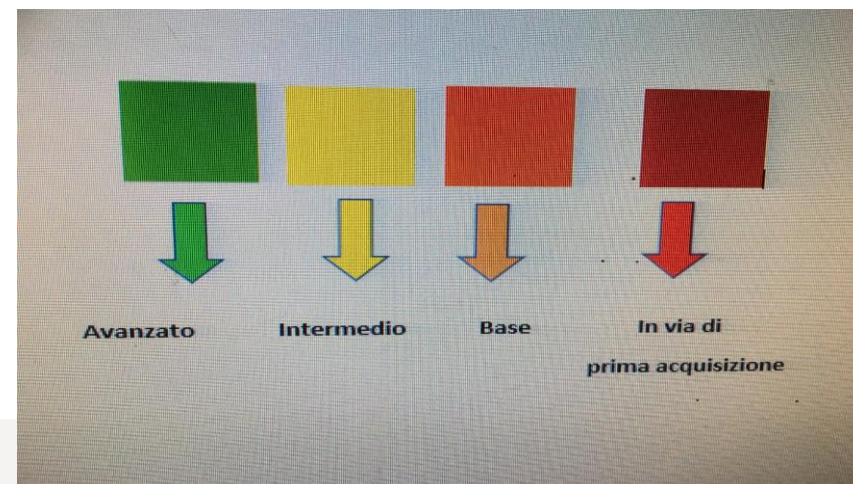 Avanzato
Intermedio
Base
In via di
prima acquisizione